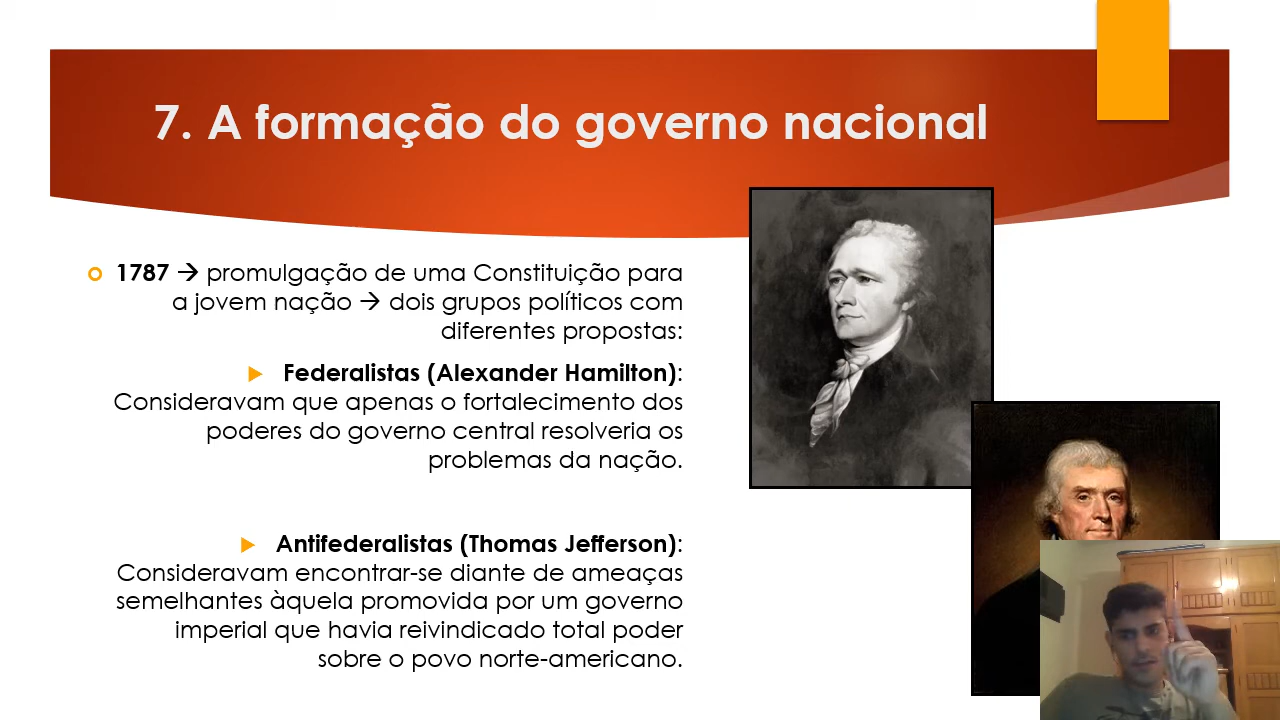 7. A formação do governo nacional
1787 → promulgação de uma Constituição para
a jovem nação → dois grupos políticos com
diferentes propostas:
Federalistas (Alexander Hamilton):
Consideravam que apenas o fortalecimento dos
poderes do governo central resolveria os
problemas da nação.
Antifederalistas (Thomas Jefferson):
Consideravam encontrar-se diante de ameaças
semelhantes àquela promovida por um governo
imperial que havia reivindicado total poder
sobre o povo norte-americano.